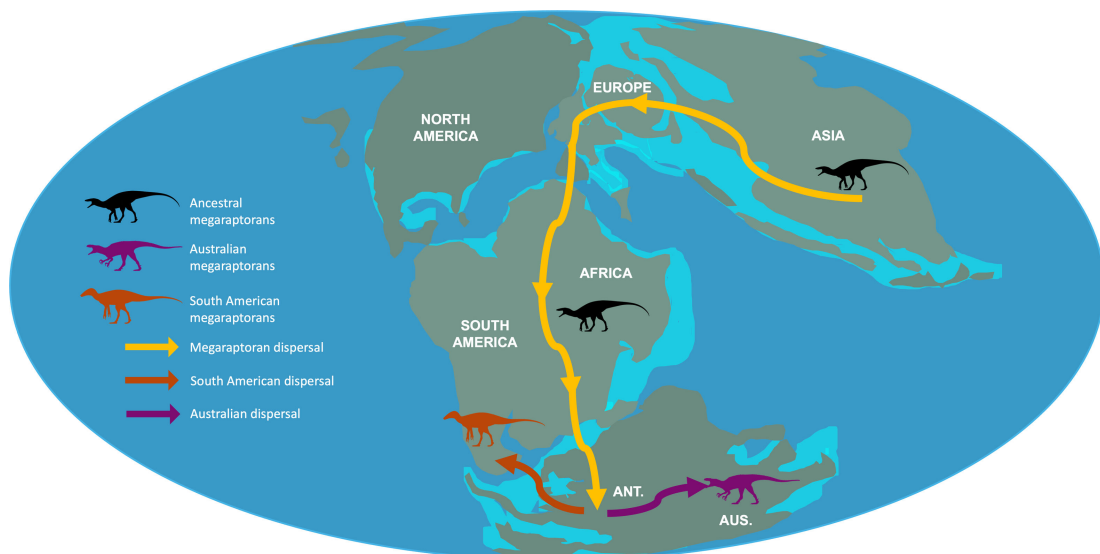 EUROPE
NORTH
AMERICA
ASIA
Ancestral
megaraptorans
Australian
megaraptorans
AFRICA
South American
megaraptorans
SOUTH
AMERICA
Megaraptoran dispersal
South American dispersal
Australian dispersal
ANT.
AUS.